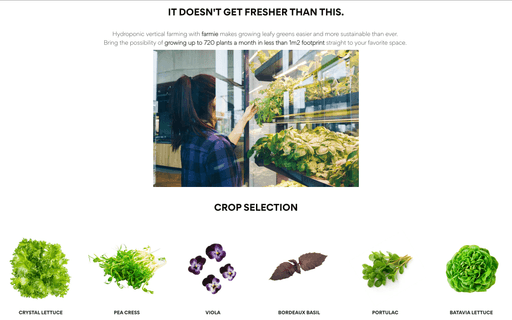 IT DOESN'T GET FRESHER THAN THIS.
Hydroponic vertical farming with farmie makes growing leafy greens easier and more sustainable than ever.
Bring the possibility of growing up to 720 plants a month in less than 1m2 footprint straight to your favorite space.
CROP SELECTION
CRYSTAL LETTUCE
PEA CRESS
VIOLA
BORDEAUX BASIL
PORTULAC
BATAVIA LETTUCE